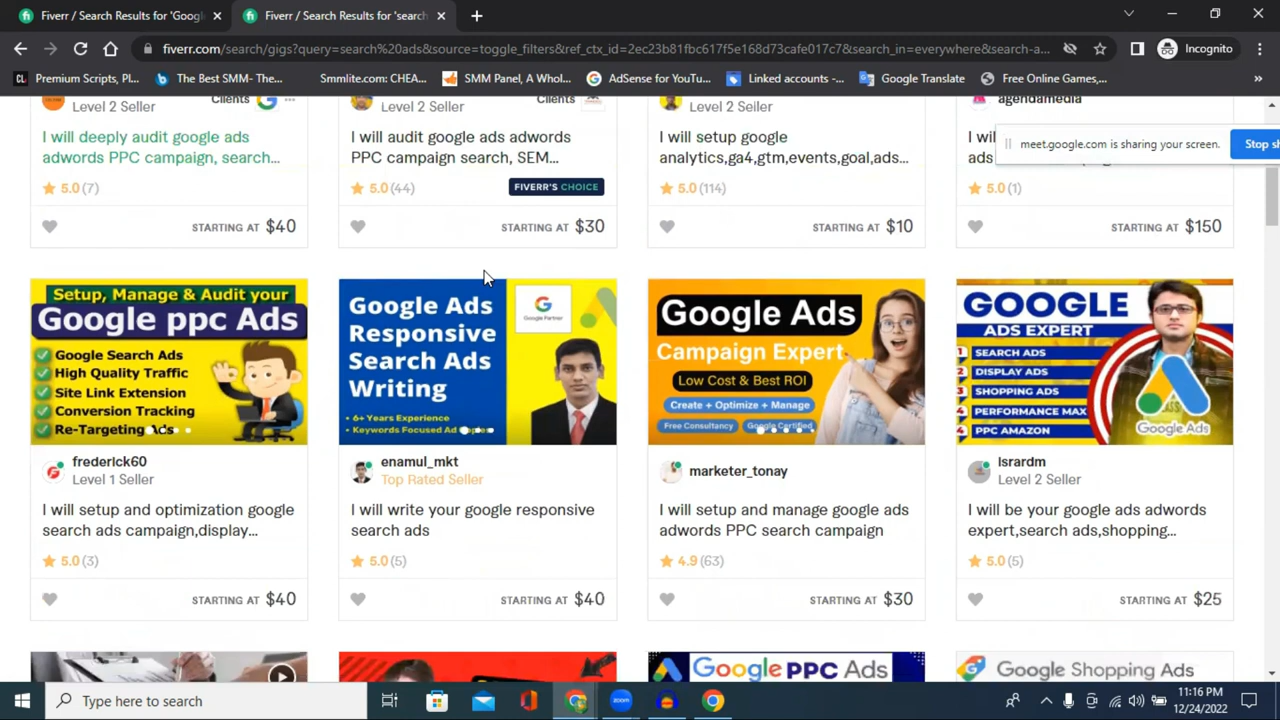 Fiverr / Search Results for 'Googl
Fiverr / Search Results for 'search
fiverr.com/search/gigs?query=search%20ads&source=toggle_filters&ref_ctx_id=2ec23b81fbc617f5e168d73cafe017c7&search_in=everywhere&search-a...
Incognito
Premium Scripts, Pl...
The Best SMM- The...
Smmlite.com: CHEA...
SMM Panel, A Whol...
AdSense for YouTu...
Linked accounts -...
Google Translate
Free Online Games,...
Level 2 Seller
Clients
Level 2 Seller
Clients
Level 2 Seller
agendamedia
I will deeply audit google ads
adwords PPC campaign, search...
I will audit google ads adwords
PPC campaign search, SEM...
I will setup google
analytics,ga4,gtm,events,goal,ads...
meet.google.com is sharing your screen.
Stop sh
5.0 (7)
5.0 (44)
FIVERR'S CHOICE
5.0 (114)
5.0 (1)
STARTING AT $40
STARTING AT $30
STARTING AT $10
STARTING AT $150
Setup, Manage & Audit your
Google ppc Ads
Google Search Ads
High Quality Traffic
Site Link Extension
Conversion Tracking
Re-Targeting Ads
Google Ads
Responsive
Search Ads
Writing
• 6+ Years Experience
• Keywords Focused Ad
Google Partner
Google Ads
Campaign Expert
Low Cost & Best ROI
Create + Optimize + Manage
Free Consultancy
Google Certified
GOOGLE
ADS EXPERT
1 SEARCH ADS
2 DISPLAY ADS
3 SHOPPING ADS
4 PERFORMANCE MAX
4 PPC AMAZON
Google Ads
frederick60
Level 1 Seller
enamul_mkt
Top Rated Seller
marketer_tonay
isrardm
Level 2 Seller
I will setup and optimization google
search ads campaign,display...
I will write your google responsive
search ads
I will setup and manage google ads
adwords PPC search campaign
I will be your google ads adwords
expert,search ads,shopping...
5.0 (3)
5.0 (5)
4.9 (63)
5.0 (5)
STARTING AT $40
STARTING AT $40
STARTING AT $30
STARTING AT $25
Google PPC Ads
Google Shopping Ads
Type here to search
zoom
11:16 PM
12/24/2022